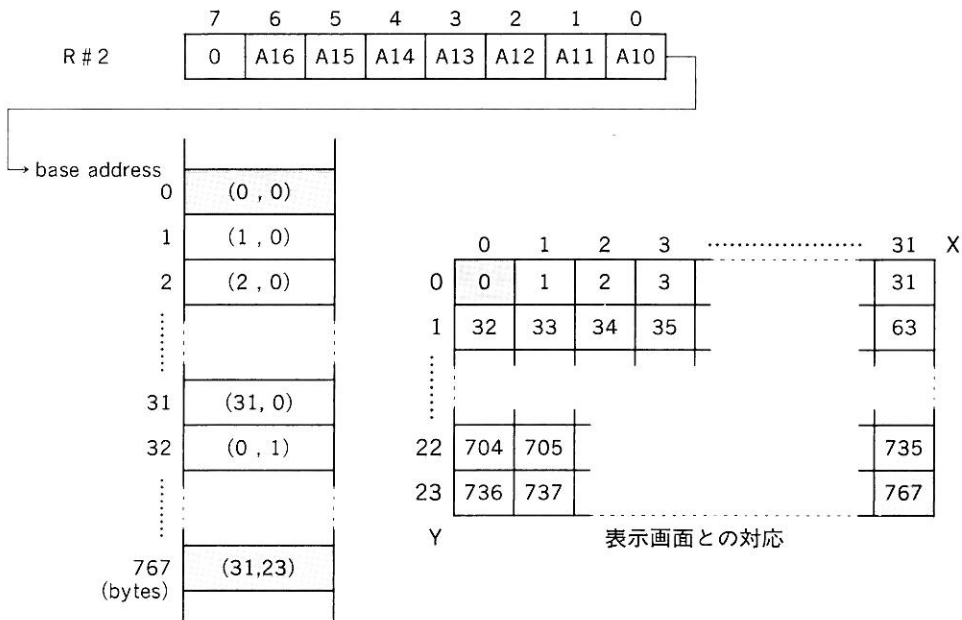 7 6 5 4 3 2 1 0
R#2 0 A16 A15 A14 A13 A12 A11 A10
base address
0 (0 , 0)
1 (1 , 0)
2 (2 , 0)
31 (31, 0)
32 (0 , 1)
767 (31,23)
(bytes)
0 1 2 3 31 X
0 0 1 2 3 31
1 32 33 34 35 63
22 704 705 735
23 736 737 767
Y 表示画面との対応